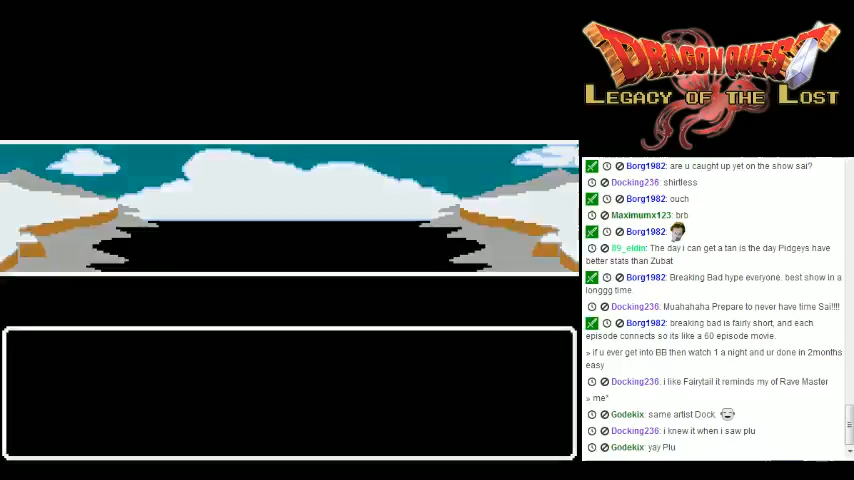 DRAGON QUEST
LEGACY OF THE LOST
Borg1982: are u caught up yet on the show sai?
Docking236: shirtless
Borg1982: ouch
Maximumx123: brb
Borg1982:
89_eldin: The day i can get a tan is the day Pidgeys have
better stats than Zubat
Borg1982: Breaking Bad hype everyone. best show in a
longgg time.
Docking236: Muahahaha Prepare to never have time Sai!!!!
Borg1982: breaking bad is fairly short, and each
episode connects so its like a 60 episode movie.
» if u ever get into BB then watch 1 a night and ur done in 2months
easy
Docking236: i like Fairytail it reminds my of Rave Master
» me*
Godekix: same artist Dock
Docking236: i knew it when i saw plu
Godekix: yay Plu